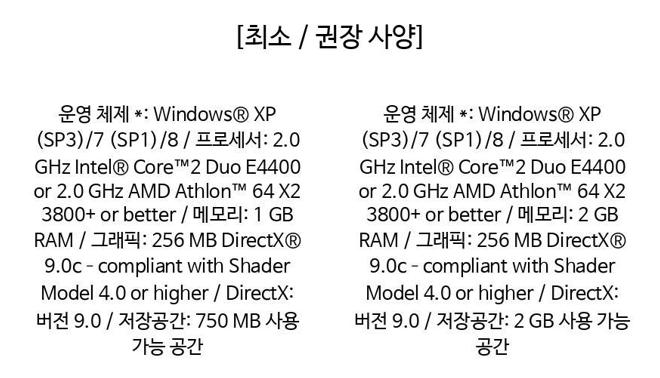 [최소 / 권장 사양]
운영 체제 *: Windows® XP
(SP3)/7 (SP1)/8 / 프로세서: 2.0
GHz Intel® Core™2 Duo E4400
or 2.0 GHz AMD Athlon™ 64 X2
3800+ or better / 메모리: 1 GB
RAM / 그래픽: 256 MB DirectX®
9.0c – compliant with Shader
Model 4.0 or higher / DirectX:
버전 9.0 / 저장공간: 750 MB 사용
가능 공간
운영 체제 *: Windows® XP
(SP3)/7 (SP1)/8 / 프로세서: 2.0
GHz Intel® Core™2 Duo E4400
or 2.0 GHz AMD Athlon™ 64 X2
3800+ or better / 메모리: 2 GB
RAM / 그래픽: 256 MB DirectX®
9.0c – compliant with Shader
Model 4.0 or higher / DirectX:
버전 9.0 / 저장공간: 2 GB 사용 가능
공간